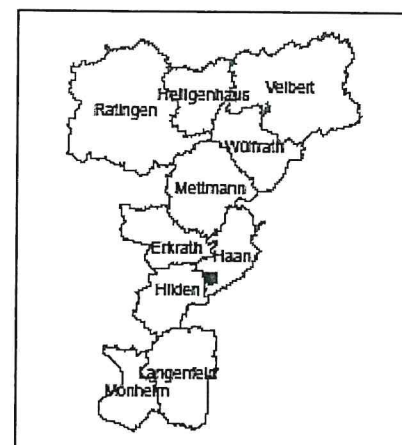 Heiligenhaus
Velbert
Ratingen
Wülfrath
Mettmann
Erkrath
Haan
Hilden
Langenfeld
Monheim